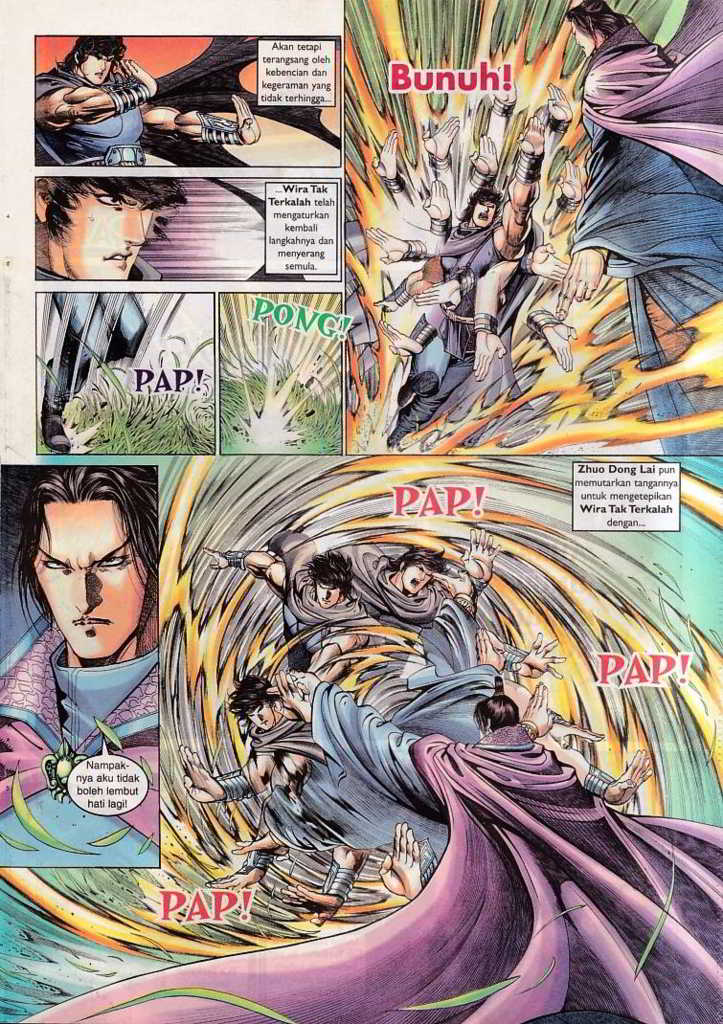 Akan tetapi
terangsang oleh
kebencian dan
kegeraman yang
tidak terhingga...
Bunuh!
...Wira Tak
Terkalah telah
mengaturkan
kembali
langkahnya dan
menyerang
semula.
PAP!
PONG!
Zhuo Dong Lai pun
memutarkan tangannya
untuk mengetepikan
Wira Tak Terkalah
dengan...
PAP!
PAP!
Nampak-
nya aku tidak
boleh lembut
hati lagi!
PAP!